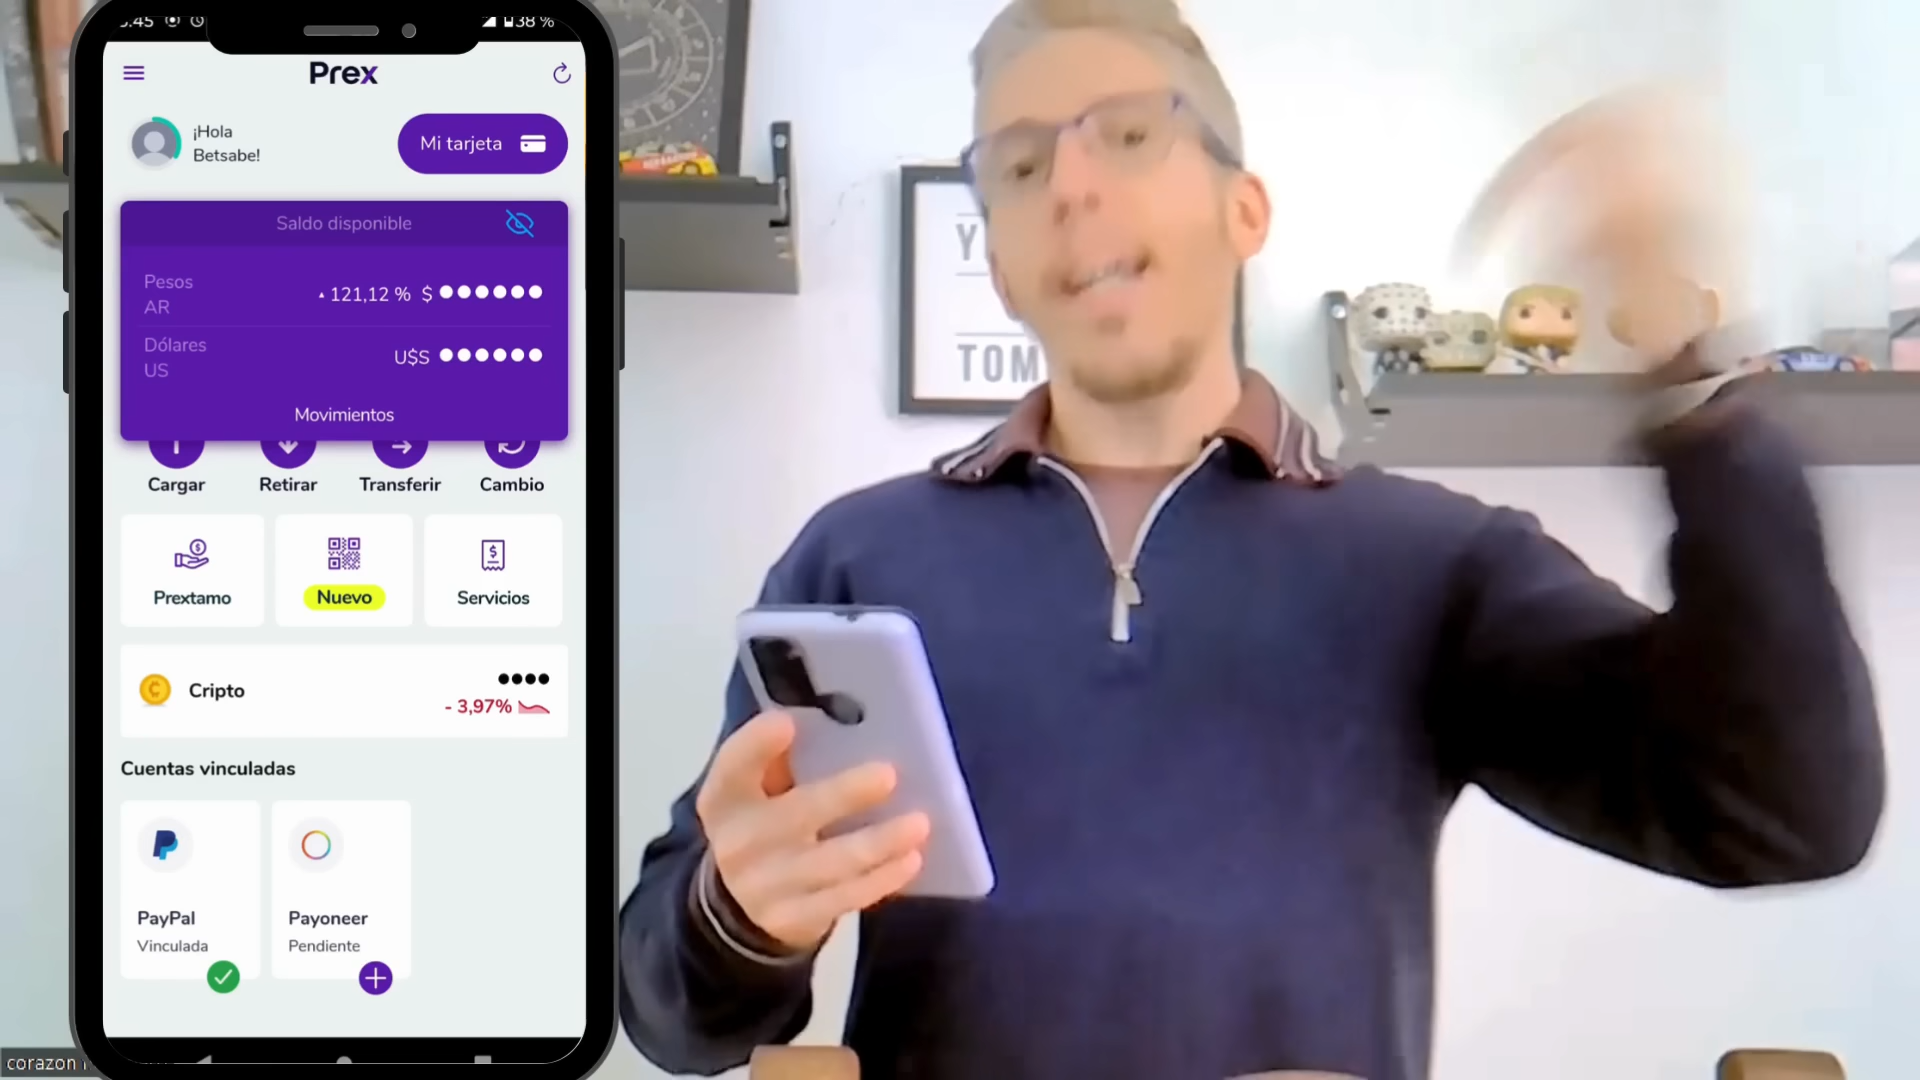 :45 38 %
Prex
¡Hola
Betsabe!
Mi tarjeta
Saldo disponible
Pesos
AR
121,12 % $ ●●●●●●
Dólares
US
U$S ●●●●●●
Movimientos
Cargar Retirar Transferir Cambio
Prextamo Nuevo Servicios
Cripto
●●●●
- 3,97%
Cuentas vinculadas
PayPal
Vinculada
Payoneer
Pendiente
Y
TOM
corazon